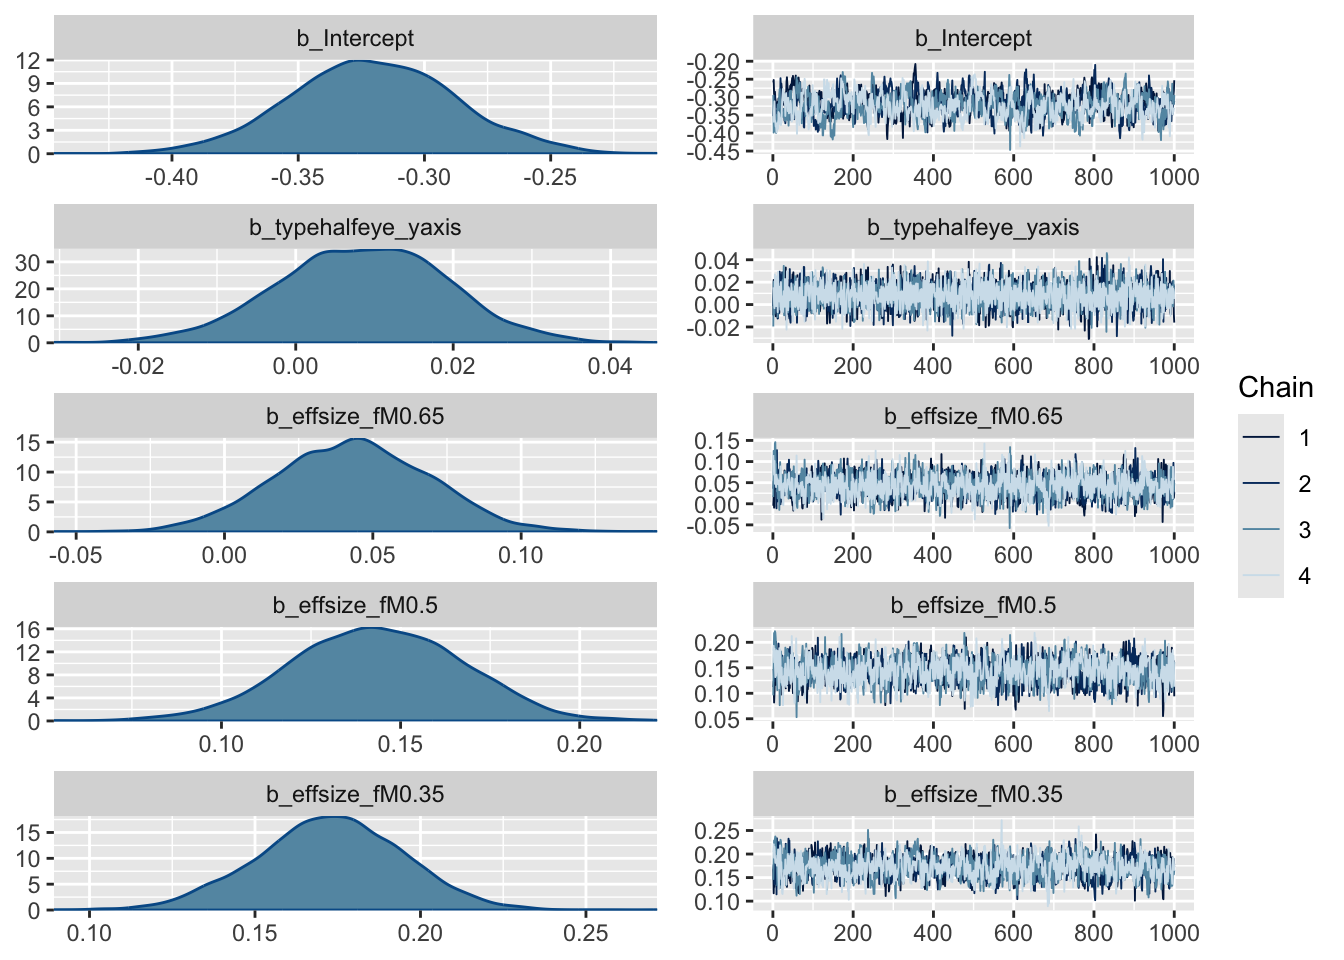 b_Intercept
12
9
6
3
0
-0.40 -0.35 -0.30 -0.25
b_Intercept
-0.20
-0.25
-0.30
-0.35
-0.40
-0.45
0 200 400 600 800 1000
b_typehalfeye_yaxis
30
20
10
0
-0.02 0.00 0.02 0.04
b_typehalfeye_yaxis
0.04
0.02
0.00
-0.02
0 200 400 600 800 1000
b_effsize_fM0.65
15
10
5
0
-0.05 0.00 0.05 0.10
b_effsize_fM0.65
0.15
0.10
0.05
0.00
-0.05
0 200 400 600 800 1000
b_effsize_fM0.5
16
12
8
4
0
0.10 0.15 0.20
b_effsize_fM0.5
0.20
0.15
0.10
0.05
0 200 400 600 800 1000
b_effsize_fM0.35
15
10
5
0
0.10 0.15 0.20 0.25
b_effsize_fM0.35
0.25
0.20
0.15
0.10
0 200 400 600 800 1000
Chain
1
2
3
4